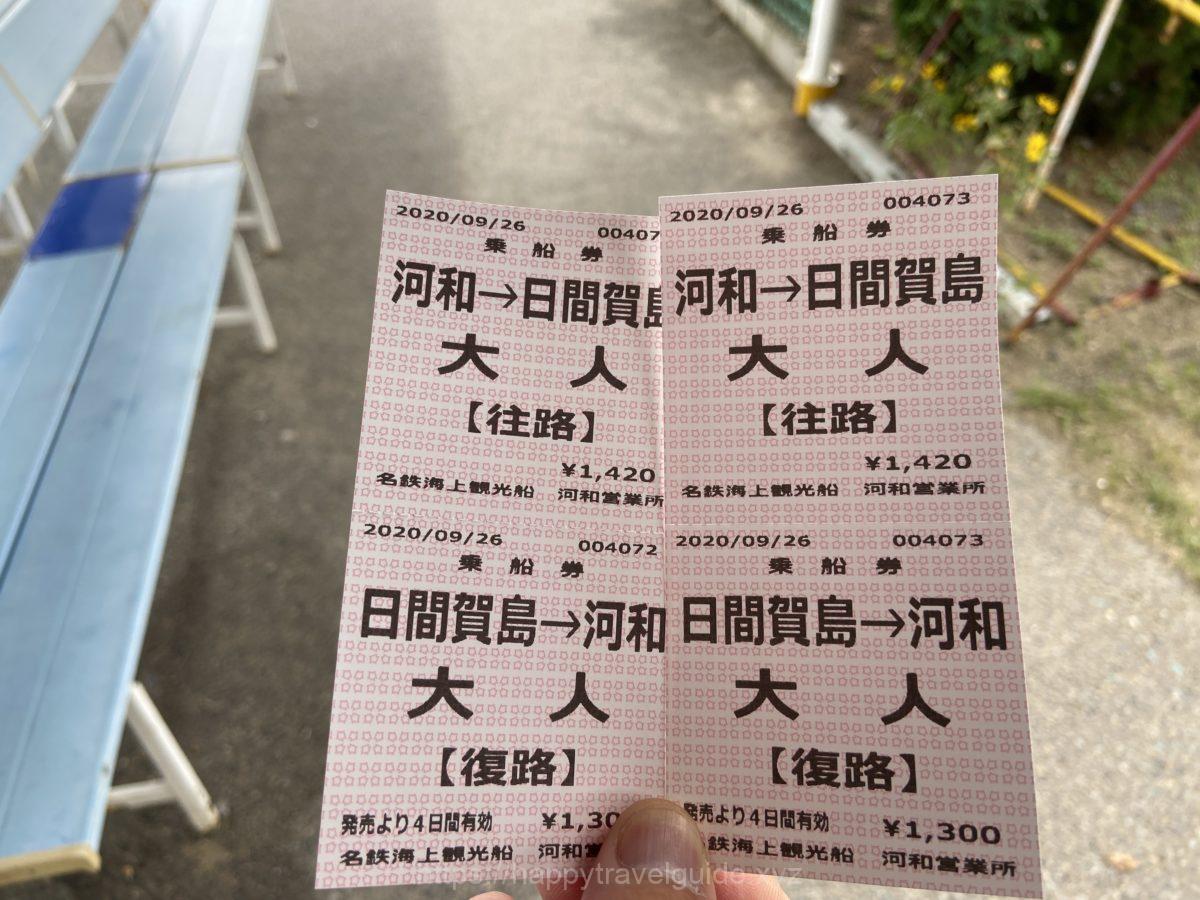 2020/09/26 00407
乗船券
河和→日間賀島
大人
【往路】
¥1,420
名鉄海上観光船 河和営業所
2020/09/26 004072
乗船券
日間賀島→河和
大人
【復路】
発売より4日間有効 ¥1,30
名鉄海上観光船 河和営
2020/09/26 004073
乗船券
河和→日間賀島
大人
【往路】
¥1,420
名鉄海上観光船 河和営業所
2020/09/26 004073
乗船券
日間賀島→河和
大人
【復路】
発売より4日間有効 ¥1,300
鉄海上観光船 河和営業所
happytravelguide.xyz